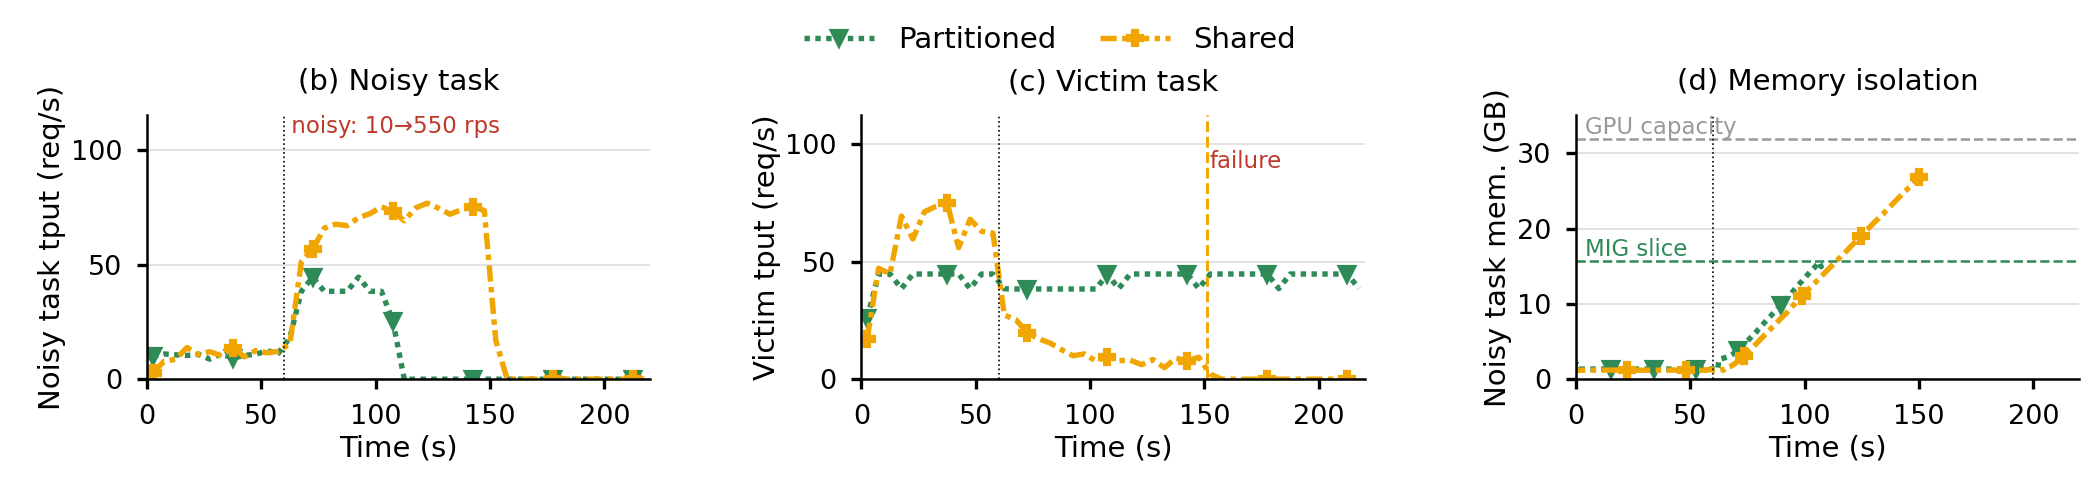 Partitioned
Shared
(b) Noisy task
Noisy task tput (req/s)
noisy: 10→550 rps
100
50
0
0 50 100 150 200
Time (s)
(c) Victim task
Victim tput (req/s)
failure
100
50
0
0 50 100 150 200
Time (s)
(d) Memory isolation
Noisy task mem. (GB)
GPU capacity
MIG slice
30
20
10
0
0 50 100 150 200
Time (s)